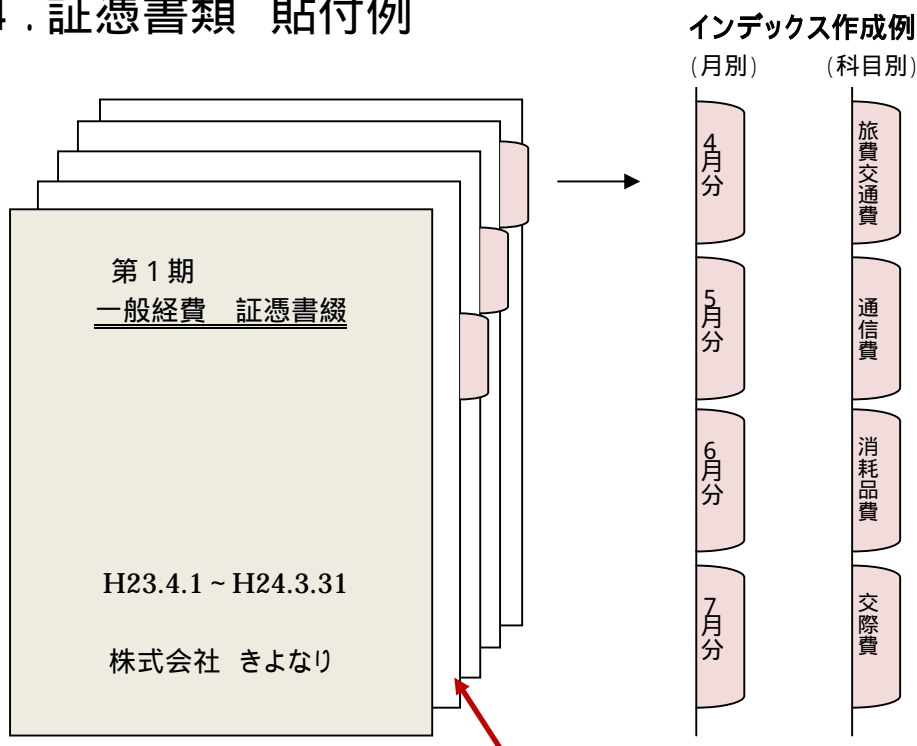 4．証憑書類　貼付例
インデックス作成例
(月別)　　(科目別)
第１期
一般経費　証憑書綴
H23.4.1 ~ H24.3.31
株式会社　きよなり
4月分
5月分
6月分
7月分
旅費交通費
通信費
消耗品費
交際費